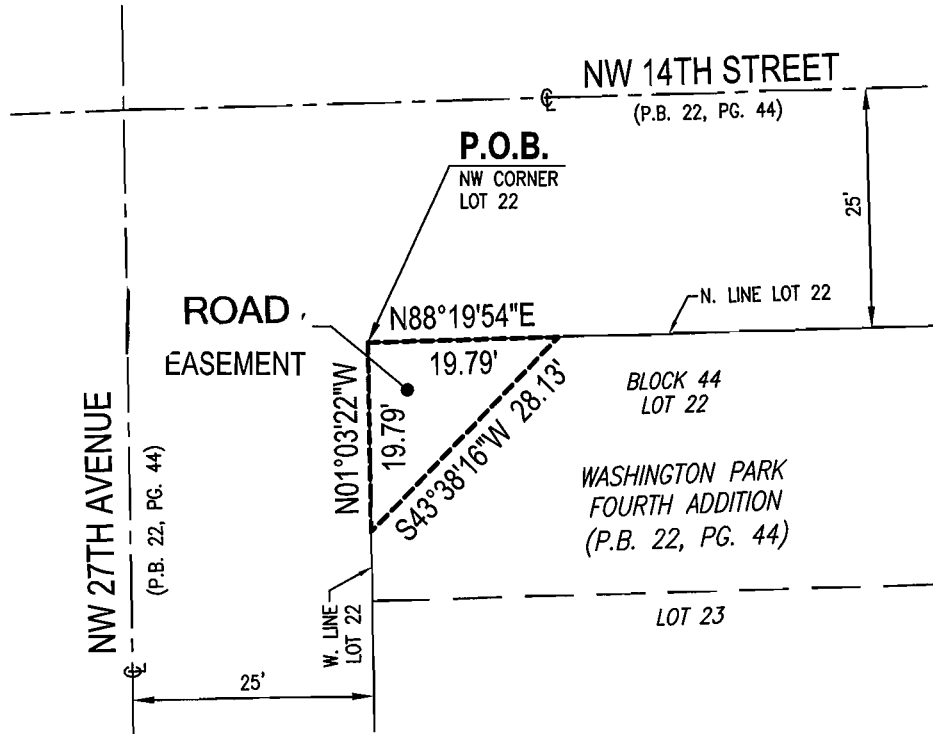 NW 14TH STREET
(P.B. 22, PG. 44)
P.O.B.
NW CORNER
LOT 22
25'
N. LINE LOT 22
ROAD
EASEMENT
N88°19'54"E
19.79'
N01°03'22"W
19.79'
S43°38'16"W 28.13'
BLOCK 44
LOT 22
WASHINGTON PARK
FOURTH ADDITION
(P.B. 22, PG. 44)
NW 27TH AVENUE
(P.B. 22, PG. 44)
W. LINE
LOT 22
LOT 23
25'